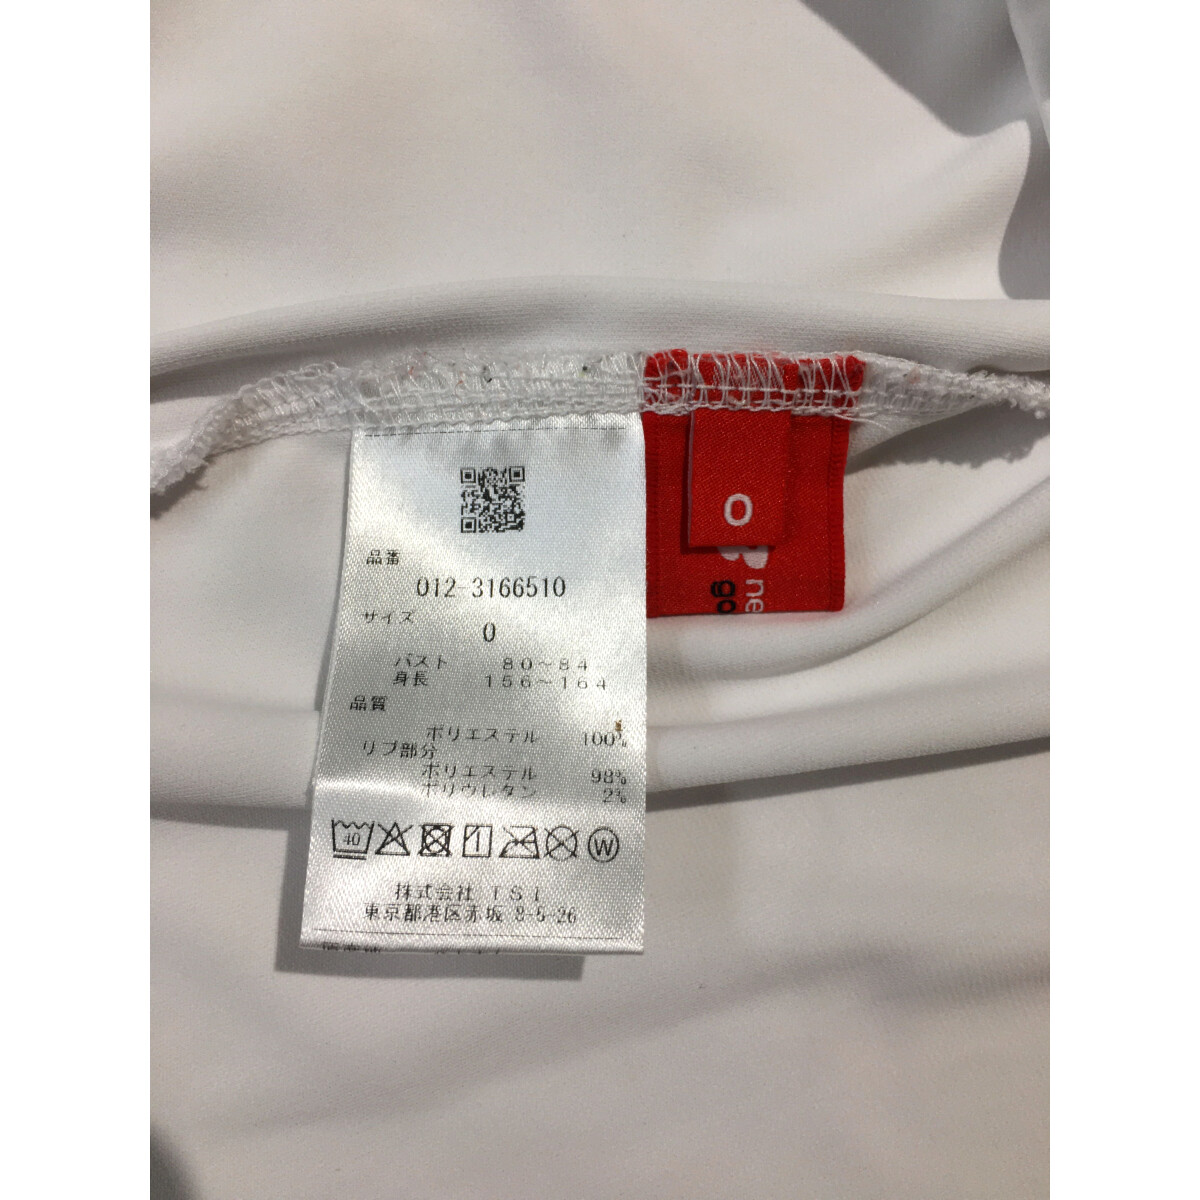 品番
012-3166510
サイズ
0
バスト 80～84
身長 156～164
品質
ポリエステル 100%
リブ部分
ポリエステル 98%
ポリウレタン 2%
40
W
株式会社 TSI
東京都港区赤坂 8-5-26
0
ne
go